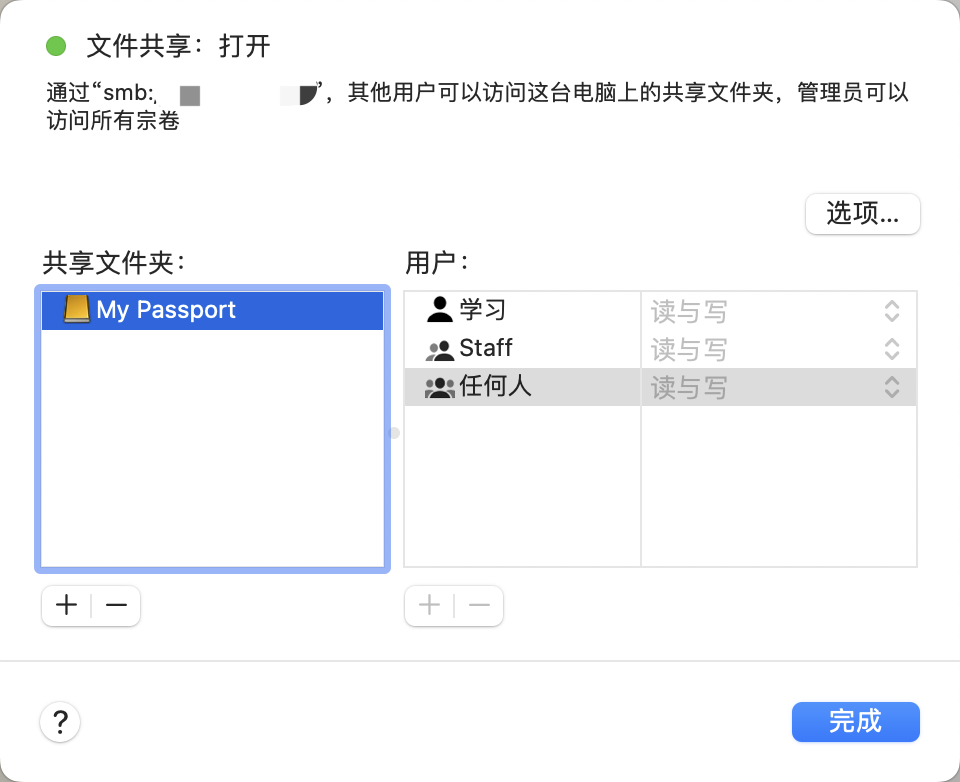 文件共享：打开
通过“smb:,  ”，其他用户可以访问这台电脑上的共享文件夹，管理员可以
访问所有宗卷
选项...
共享文件夹：
用户：
My Passport
学习 读与写
Staff 读与写
任何人 读与写
?
完成